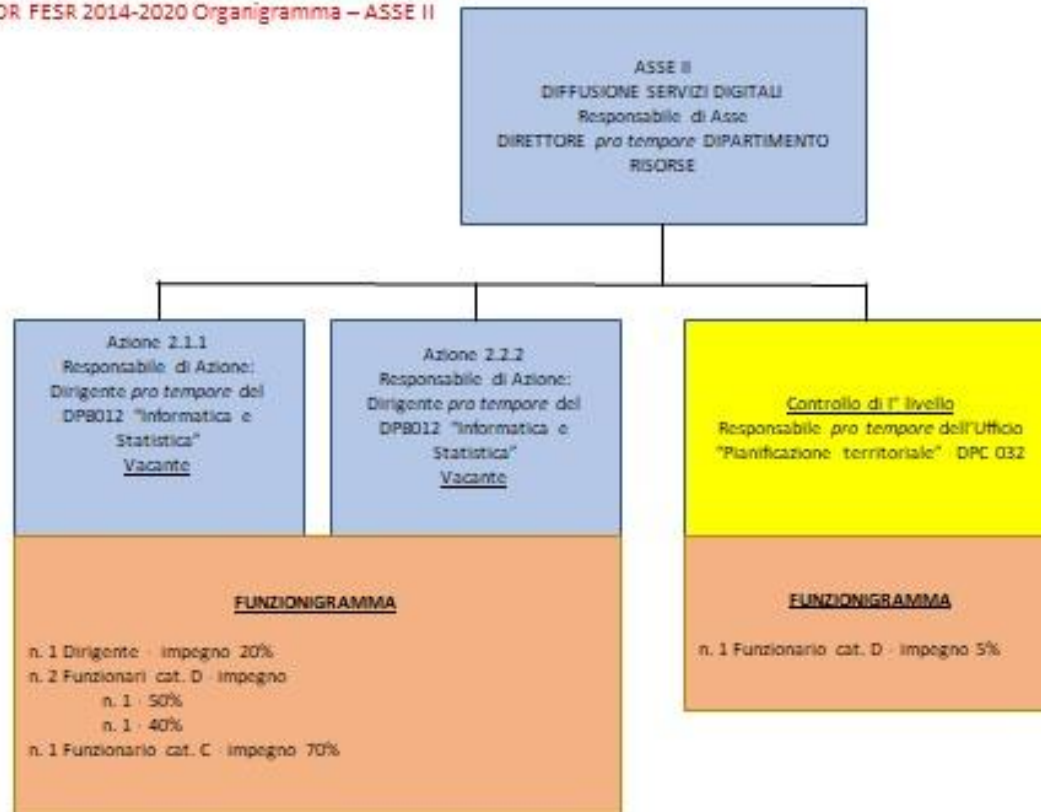 OR FESR 2014-2020 Organigramma – ASSE II
ASSE II
DIFFUSIONE SERVIZI DIGITALI
Responsabile di Asse
DIRETTORE pro tempore DIPARTIMENTO
RISORSE
Azione 2.1.1
Responsabile di Azione:
Dirigente pro tempore del
DPB012 "Informatica e
Statistica"
Vacante
Azione 2.2.2
Responsabile di Azione:
Dirigente pro tempore del
DPB012 "Informatica e
Statistica"
Vacante
Controllo di I° livello
Responsabile pro tempore dell'Ufficio
"Pianificazione territoriale" DPC 032
FUNZIONIGRAMMA
n. 1 Dirigente - impegno 20%
n. 2 Funzionari cat. D - impegno
n. 1 - 50%
n. 1 - 40%
n. 1 Funzionario cat. C impegno 70%
FUNZIONIGRAMMA
n. 1 Funzionario cat. D - impegno 5%